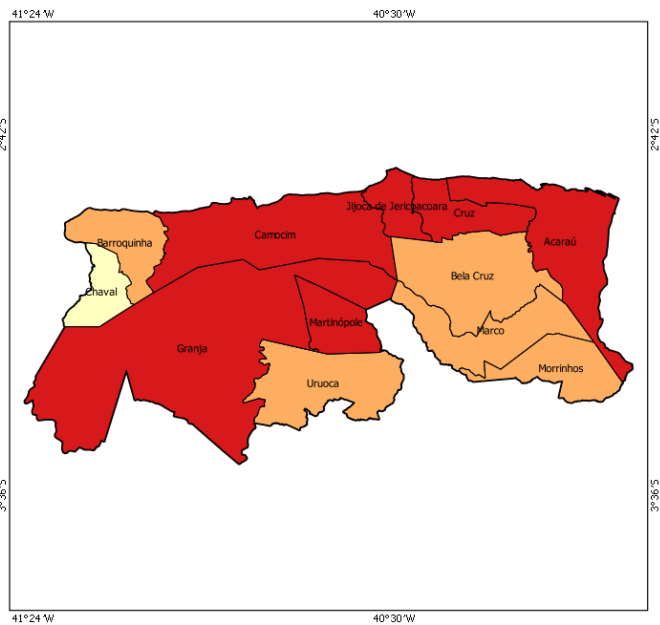 41°24´W 40°30´W
2°42´S 2°42´S
Jijoca de Jericoacoara
Cruz
Camocim
Acaraú
Barroquinha
Bela Cruz
Chaval
Martinópole
Marco
Granja
Morrinhos
Uruoca
3°36´S 3°36´S
41°24´W 40°30´W